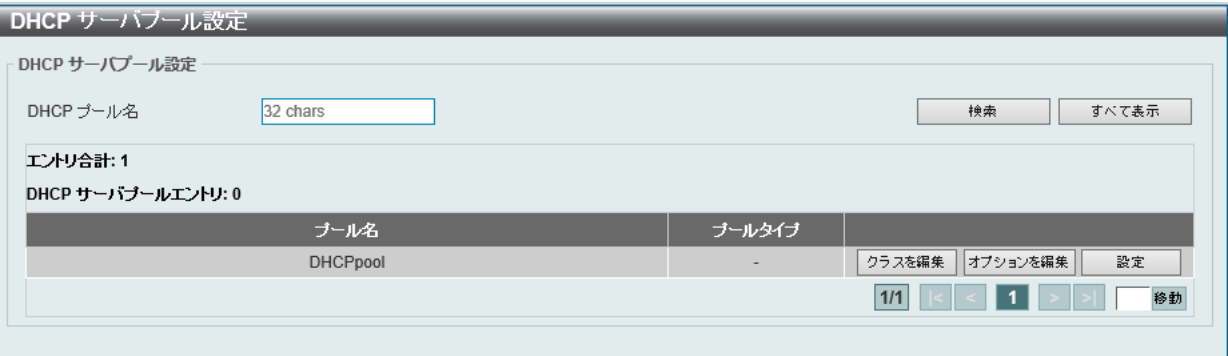 DHCP サーバプール設定
DHCP サーバプール設定
DHCP プール名 32 chars 検索 すべて表示
エントリ合計: 1
DHCP サーバプールエントリ: 0
プール名 プールタイプ
DHCPpool - クラスを編集 オプションを編集 設定
1/1 |< < 1 > >| 移動